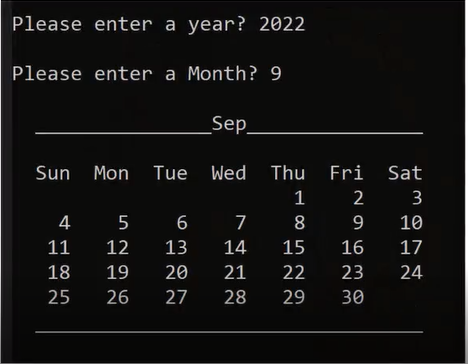 Please enter a year? 2022
Please enter a Month? 9
_______________Sep_______________
Sun Mon Tue Wed Thu Fri Sat
1 2 3
4 5 6 7 8 9 10
11 12 13 14 15 16 17
18 19 20 21 22 23 24
25 26 27 28 29 30
_________________________________